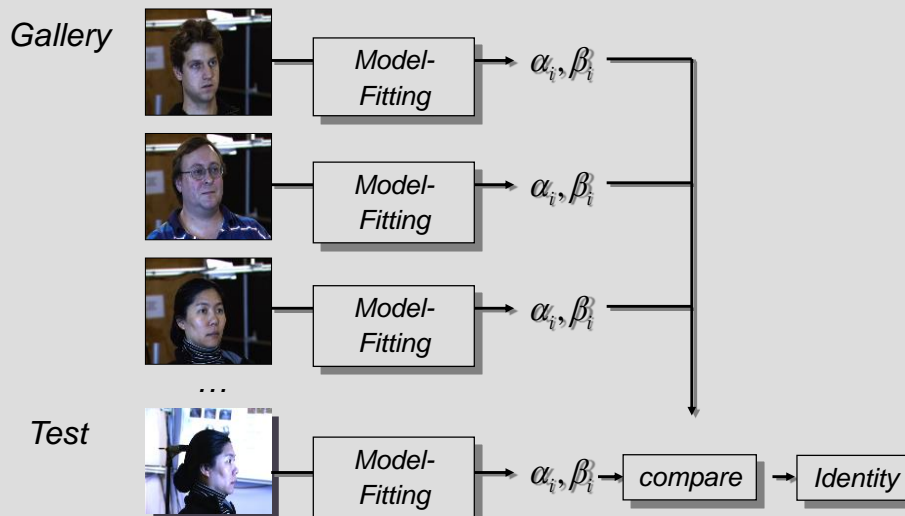 Gallery
Model-
Fitting
αᵢ, βᵢ
Model-
Fitting
αᵢ, βᵢ
Model-
Fitting
αᵢ, βᵢ
...
Test
Model-
Fitting
αᵢ, βᵢ
compare
Identity